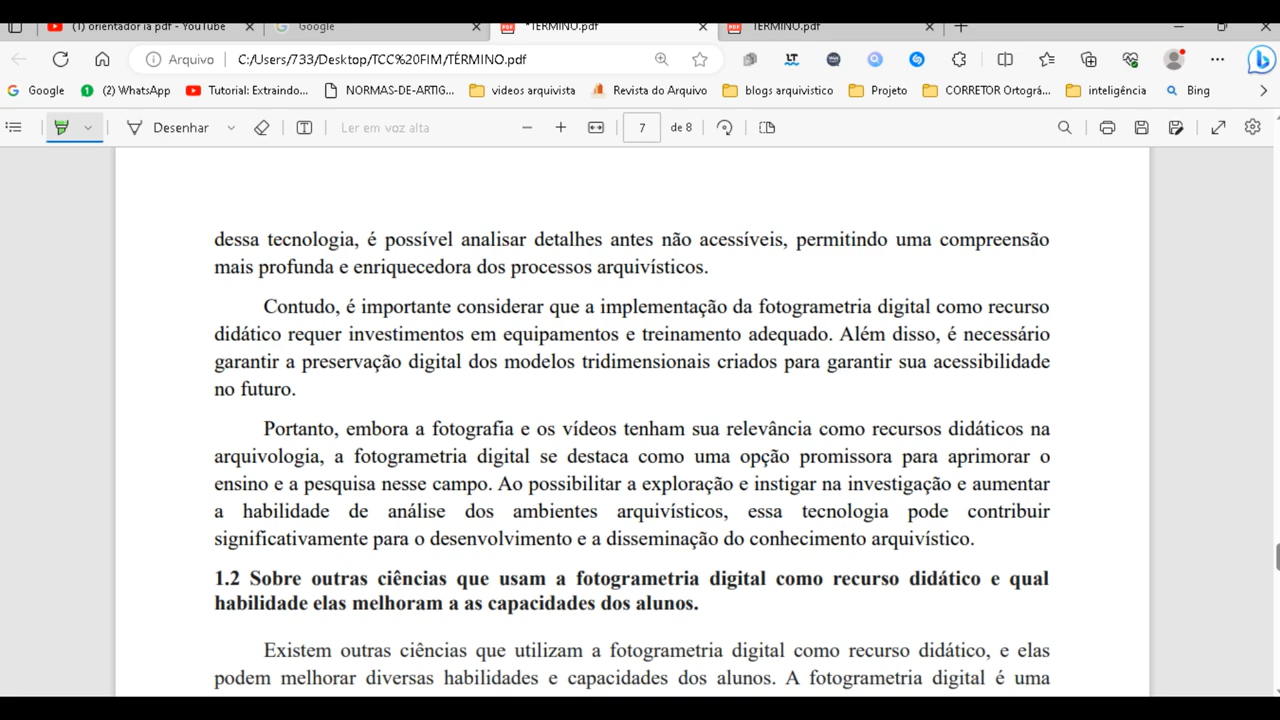 (1) orientador ia pdf - YouTube
Google
*TÉRMINO.pdf
TÉRMINO.pdf
Arquivo C:/Users/733/Desktop/TCC%20FIM/TÉRMINO.pdf
Google (2) WhatsApp Tutorial: Extraindo... NORMAS-DE-ARTIG... videos arquivista Revista do Arquivo blogs arquivistico Projeto CORRETOR Ortográ... inteligência Bing
Desenhar Ler em voz alta 7 de 8
dessa tecnologia, é possível analisar detalhes antes não acessíveis, permitindo uma compreensão
mais profunda e enriquecedora dos processos arquivísticos.
Contudo, é importante considerar que a implementação da fotogrametria digital como recurso
didático requer investimentos em equipamentos e treinamento adequado. Além disso, é necessário
garantir a preservação digital dos modelos tridimensionais criados para garantir sua acessibilidade
no futuro.
Portanto, embora a fotografia e os vídeos tenham sua relevância como recursos didáticos na
arquivologia, a fotogrametria digital se destaca como uma opção promissora para aprimorar o
ensino e a pesquisa nesse campo. Ao possibilitar a exploração e instigar na investigação e aumentar
a habilidade de análise dos ambientes arquivísticos, essa tecnologia pode contribuir
significativamente para o desenvolvimento e a disseminação do conhecimento arquivístico.
1.2 Sobre outras ciências que usam a fotogrametria digital como recurso didático e qual
habilidade elas melhoram a as capacidades dos alunos.
Existem outras ciências que utilizam a fotogrametria digital como recurso didático, e elas
podem melhorar diversas habilidades e capacidades dos alunos. A fotogrametria digital é uma